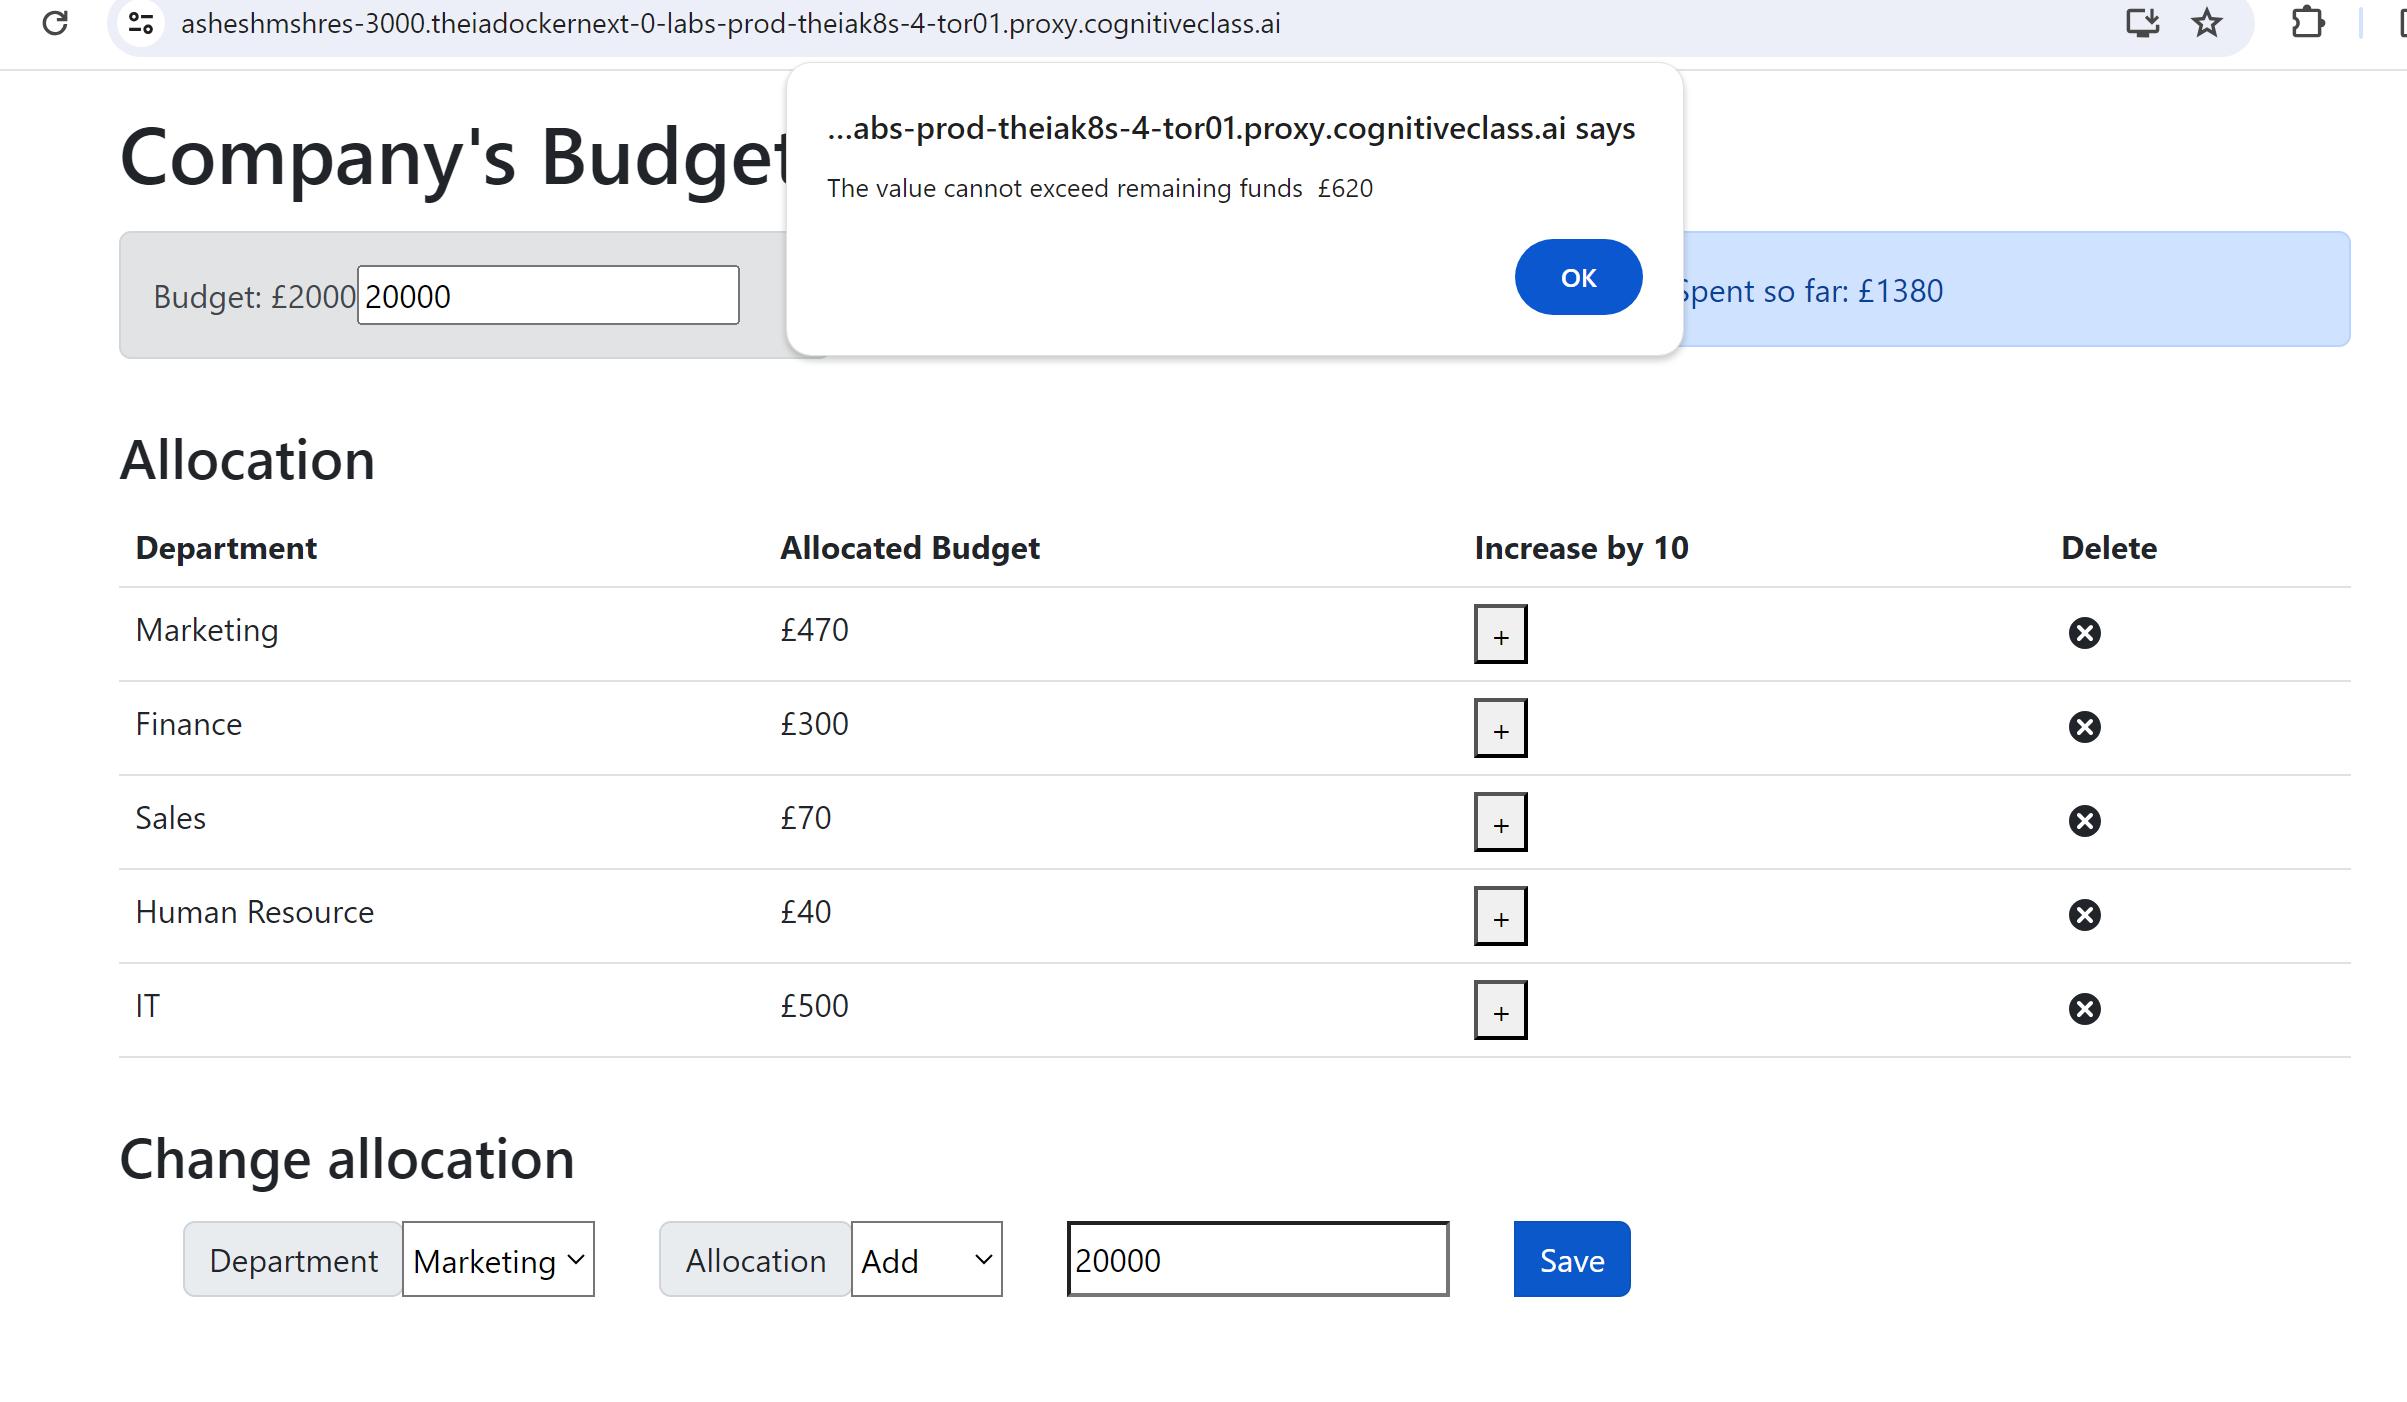 asheshmshres-3000.theiadockernext-0-labs-prod-theiak8s-4-tor01.proxy.cognitiveclass.ai
...abs-prod-theiak8s-4-tor01.proxy.cognitiveclass.ai says
The value cannot exceed remaining funds £620
OK
Company's Budget
Budget: £2000 20000
Spent so far: £1380
Allocation
Department Allocated Budget Increase by 10 Delete
Marketing £470 +
Finance £300 +
Sales £70 +
Human Resource £40 +
IT £500 +
Change allocation
Department Marketing Allocation Add 20000 Save